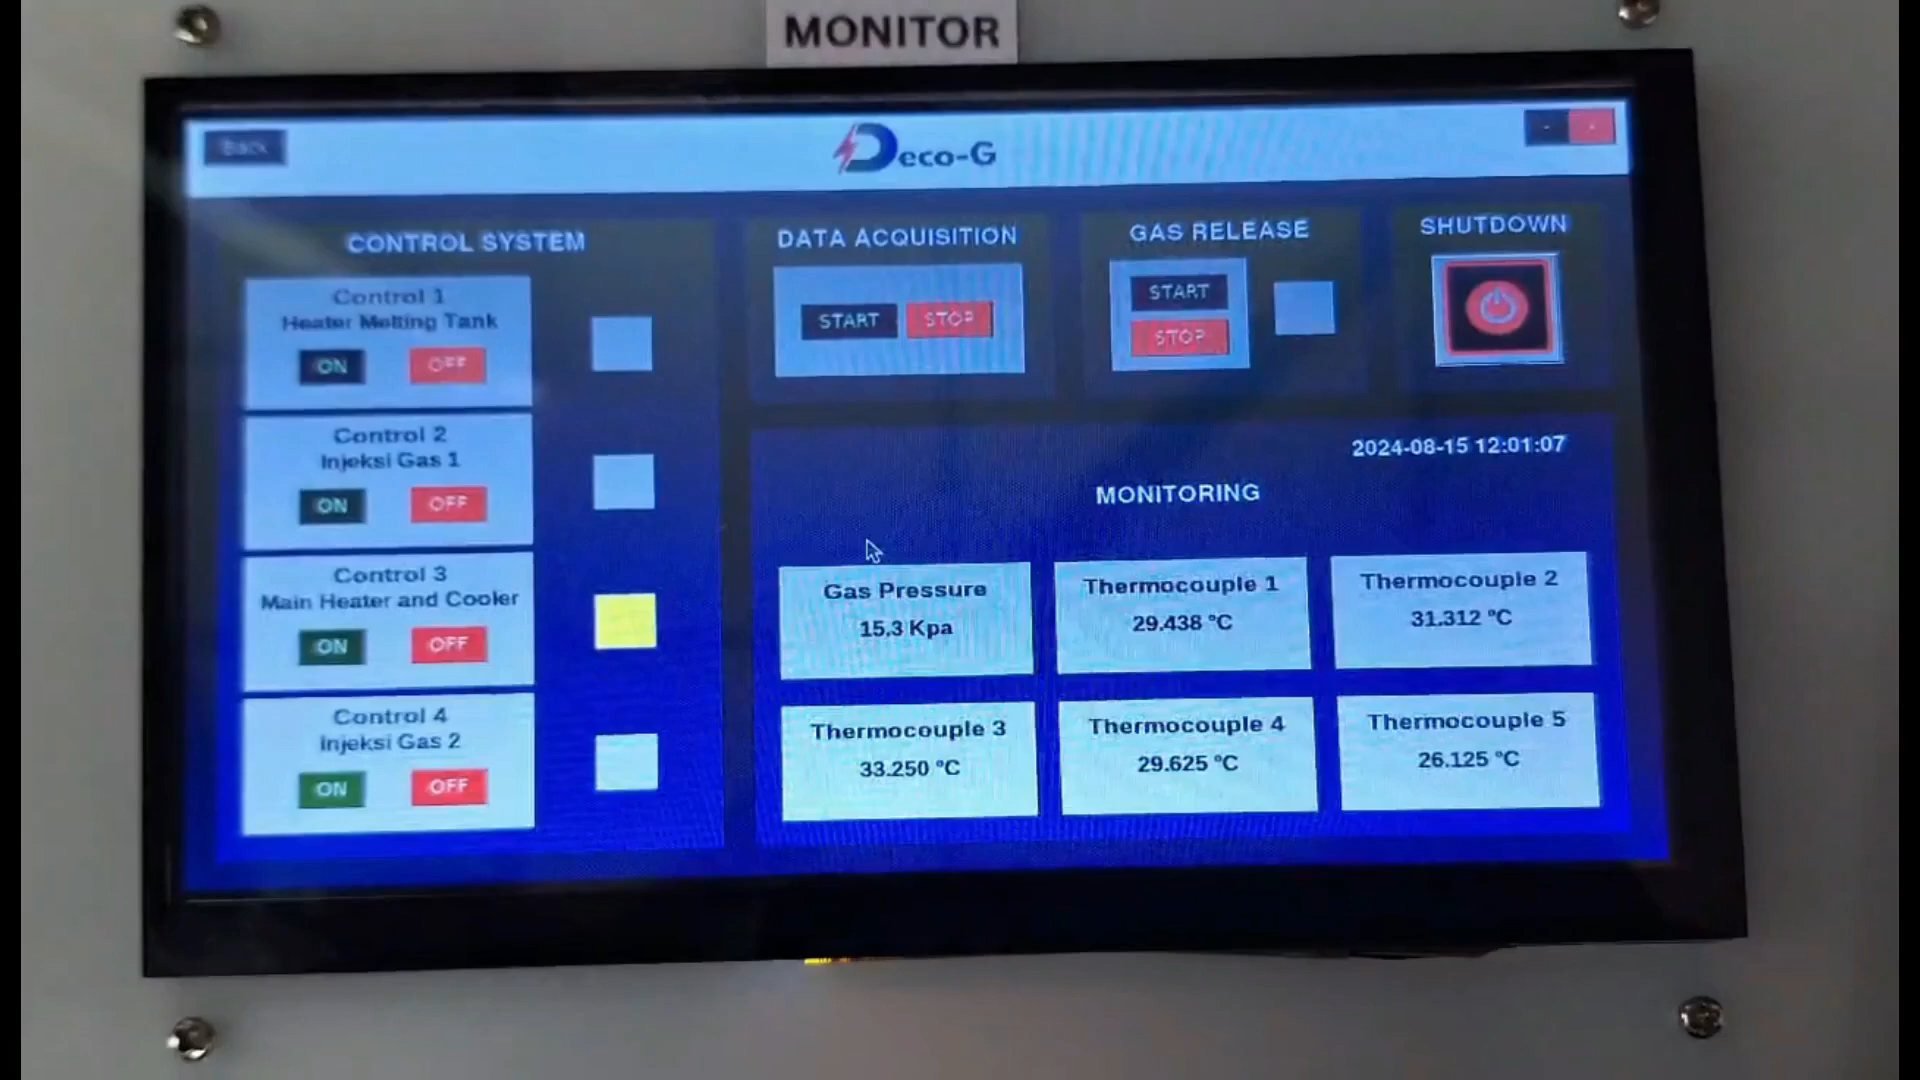 MONITOR
Back
Deco-G
CONTROL SYSTEM
Control 1
Heater Melting Tank
ON OFF
Control 2
Injeksi Gas 1
ON OFF
Control 3
Main Heater and Cooler
ON OFF
Control 4
Injeksi Gas 2
ON OFF
DATA ACQUISITION
START STOP
GAS RELEASE
START
STOP
SHUTDOWN
2024-08-15 12:01:07
MONITORING
Gas Pressure
15.3 Kpa
Thermocouple 1
29.438 °C
Thermocouple 2
31.312 °C
Thermocouple 3
33.250 °C
Thermocouple 4
29.625 °C
Thermocouple 5
26.125 °C